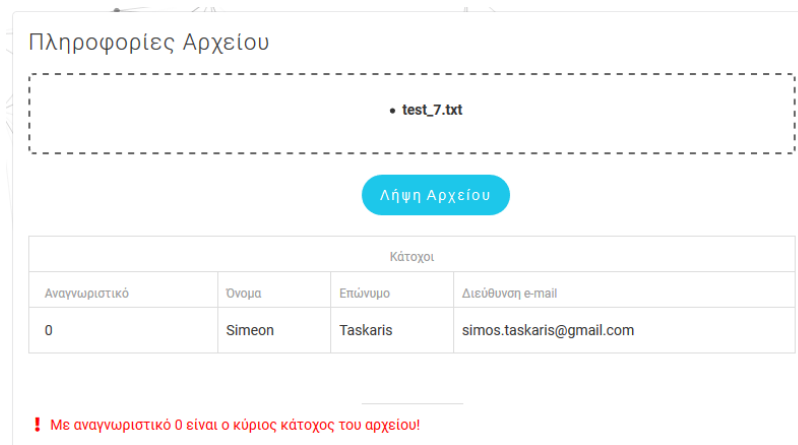 Πληροφορίες Αρχείου
• test_7.txt
Λήψη Αρχείου
Κάτοχοι
Αναγνωριστικό Όνομα Επώνυμο Διεύθυνση e-mail
0 Simeon Taskaris simos.taskaris@gmail.com
! Με αναγνωριστικό 0 είναι ο κύριος κάτοχος του αρχείου!